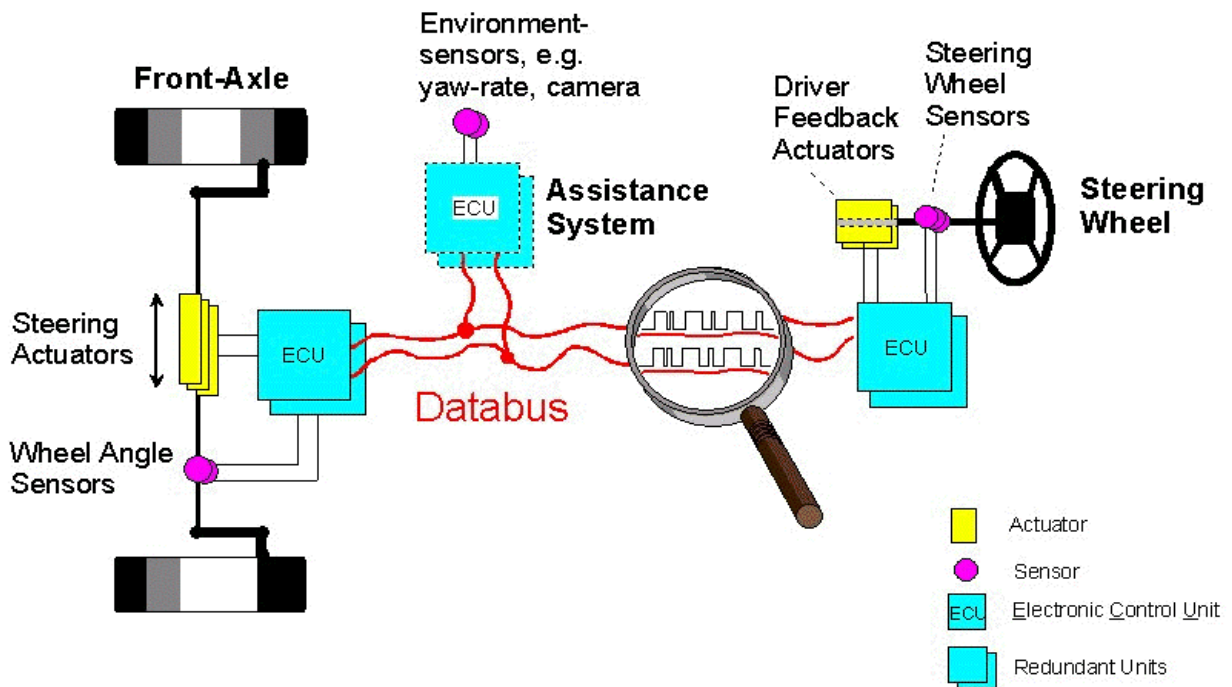 Environment-
sensors, e.g.
yaw-rate, camera
Front-Axle
Steering
Wheel
Sensors
Driver
Feedback
Actuators
ECU
Assistance
System
Steering
Wheel
Steering
Actuators
ECU
ECU
Databus
Wheel Angle
Sensors
Actuator
Sensor
ECU
Electronic Control Unit
Redundant Units